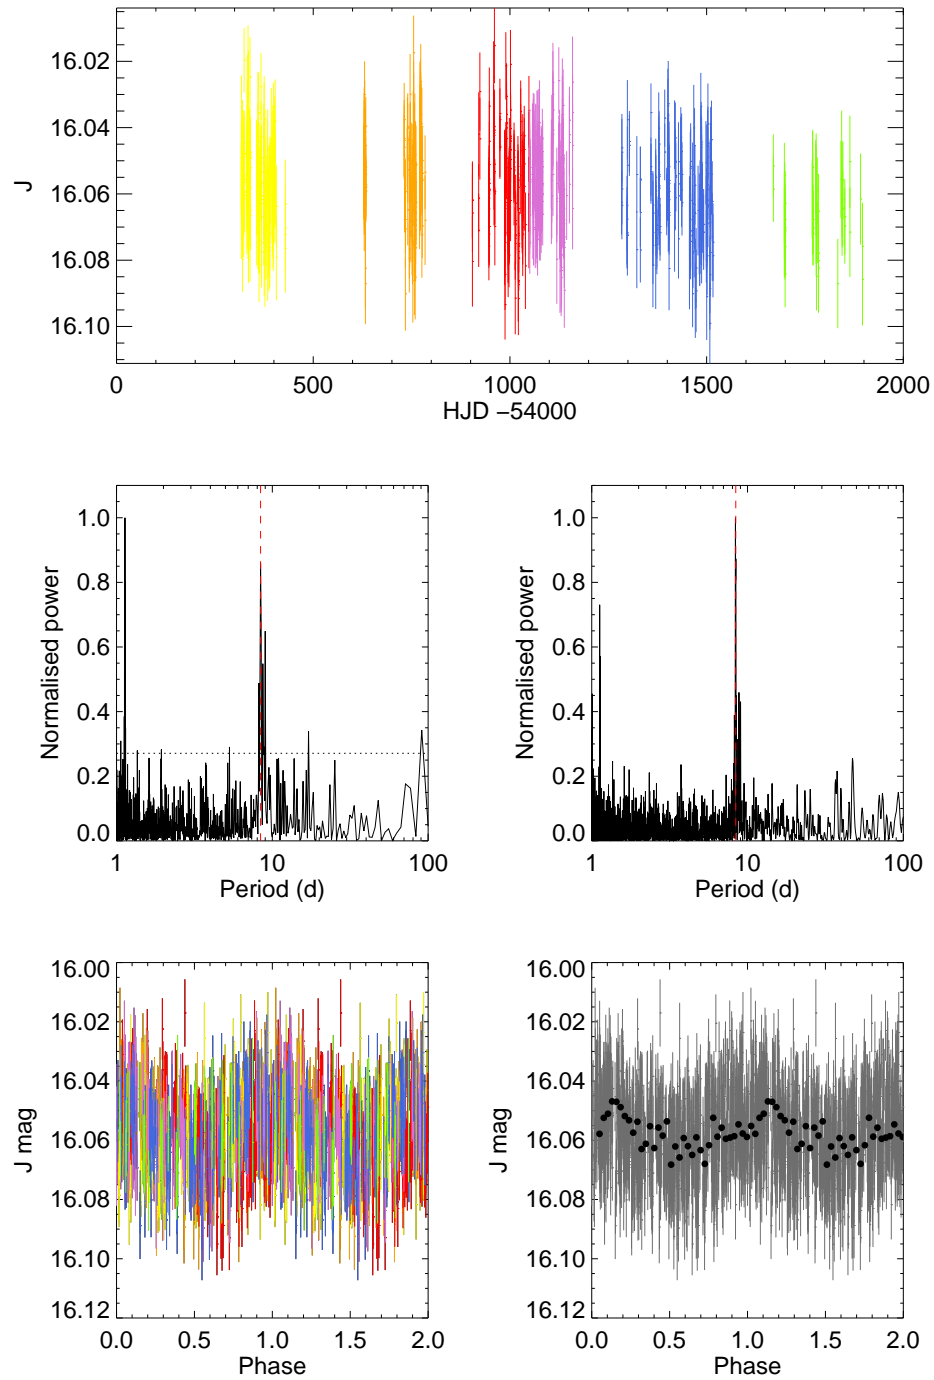 16.02
16.04
16.06
16.08
16.10
J
0 500 1000 1500 2000
HJD −54000
1.0 1.0
0.8 0.8
0.6 0.6
0.4 0.4
0.2 0.2
0.0 0.0
Normalised power Normalised power
1 10 100 1 10 100
Period (d) Period (d)
16.00 16.00
16.02 16.02
16.04 16.04
16.06 16.06
16.08 16.08
16.10 16.10
16.12 16.12
J mag J mag
0.0 0.5 1.0 1.5 2.0 0.0 0.5 1.0 1.5 2.0
Phase Phase